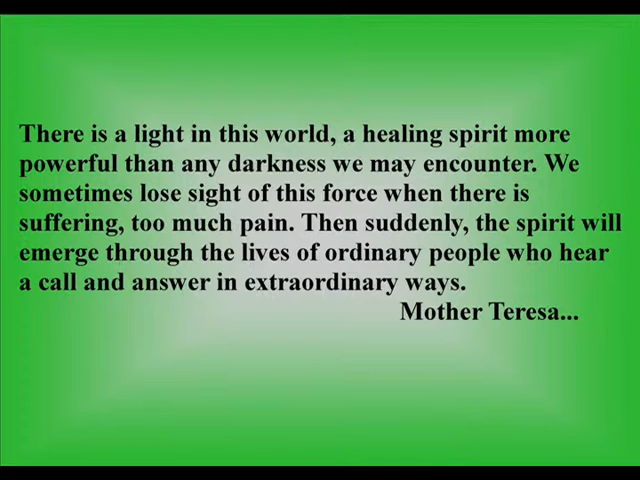 There is a light in this world, a healing spirit more
powerful than any darkness we may encounter. We
sometimes lose sight of this force when there is
suffering, too much pain. Then suddenly, the spirit will
emerge through the lives of ordinary people who hear
a call and answer in extraordinary ways.
Mother Teresa...